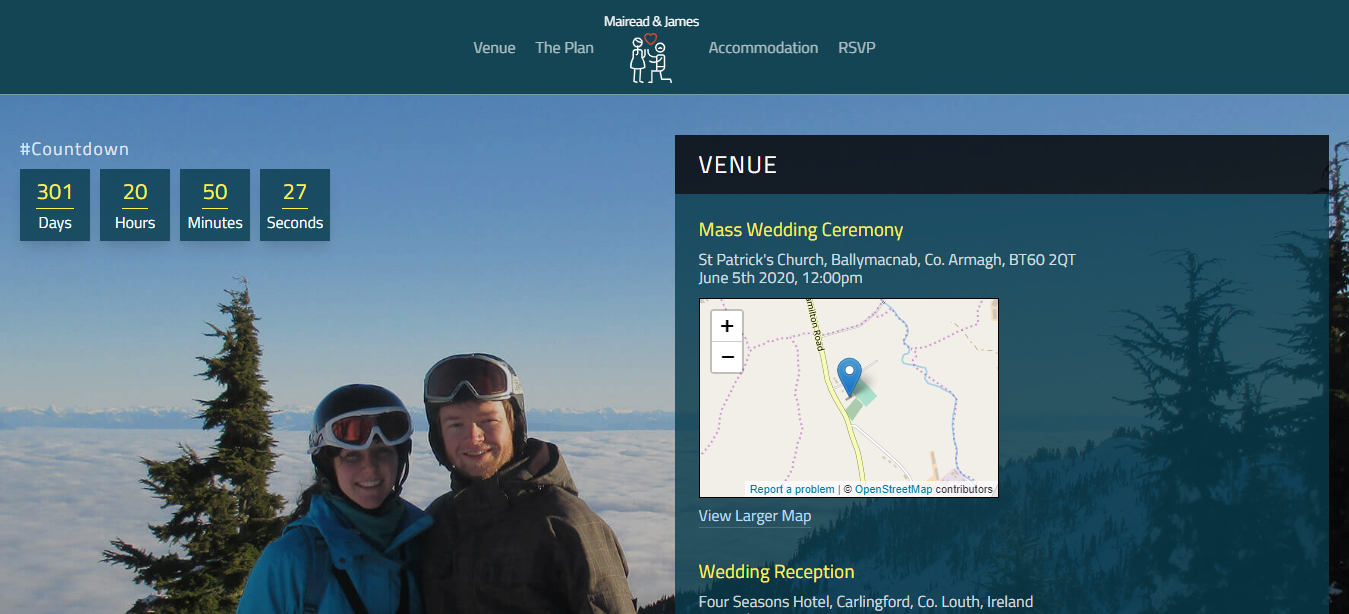 Mairead & James
Venue
The Plan
Accommodation
RSVP
#Countdown
301
Days
20
Hours
50
Minutes
27
Seconds
VENUE
Mass Wedding Ceremony
St Patrick's Church, Ballymacnab, Co. Armagh, BT60 2QT
June 5th 2020, 12:00pm
+
−
milton Road
Report a problem | © OpenStreetMap contributors
View Larger Map
Wedding Reception
Four Seasons Hotel, Carlingford, Co. Louth, Ireland